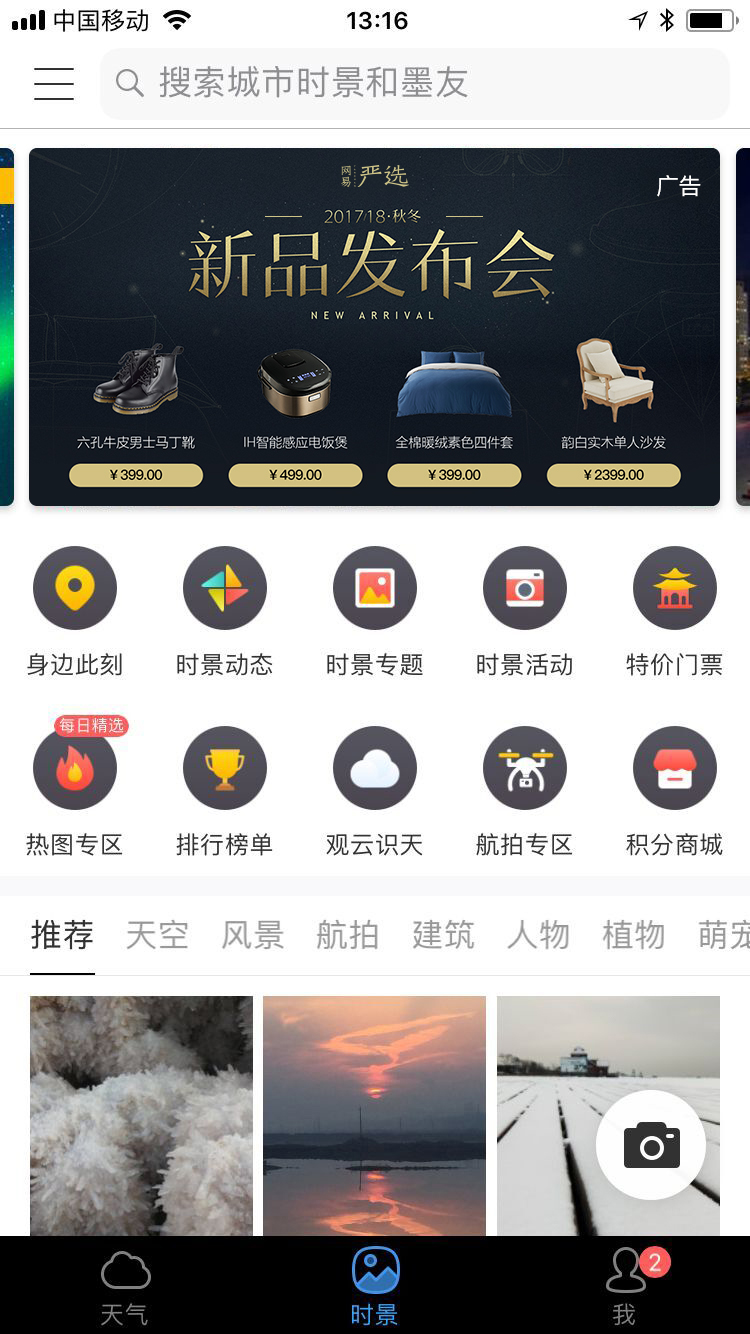 中国移动
13:16
搜索城市时景和墨友
网易严选
广告
2017/18·秋冬
新品发布会
NEW ARRIVAL
六孔牛皮男士马丁靴 IH智能感应电饭煲 全棉暖绒素色四件套 韵白实木单人沙发
¥399.00 ¥499.00 ¥399.00 ¥2399.00
身边此刻 时景动态 时景专题 时景活动 特价门票
每日精选
热图专区 排行榜单 观云识天 航拍专区 积分商城
推荐 天空 风景 航拍 建筑 人物 植物 萌宠
2
天气 时景 我